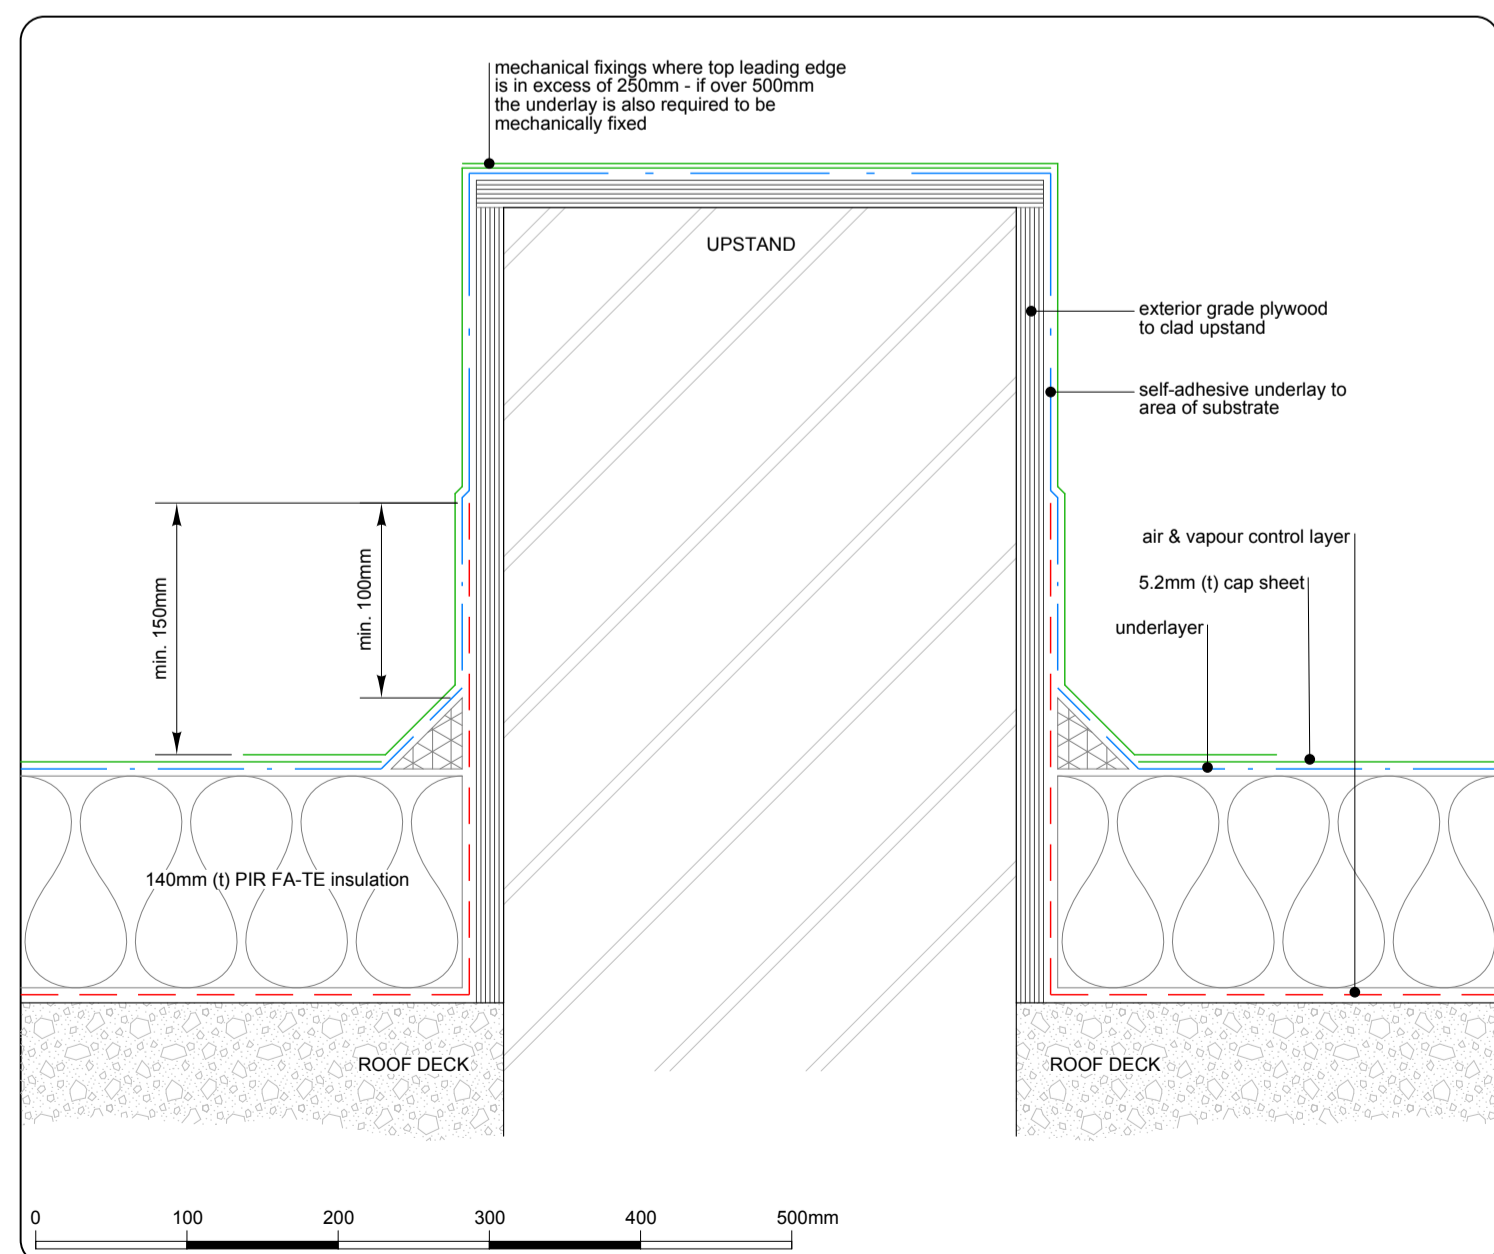 mechanical fixings where top leading edge
is in excess of 250mm - if over 500mm
the underlay is also required to be
mechanically fixed
UPSTAND
exterior grade plywood
to clad upstand
self-adhesive underlay to
area of substrate
air & vapour control layer
5.2mm (t) cap sheet
underlayer
min. 150mm
min. 100mm
140mm (t) PIR FA-TE insulation
ROOF DECK
ROOF DECK
0 100 200 300 400 500mm